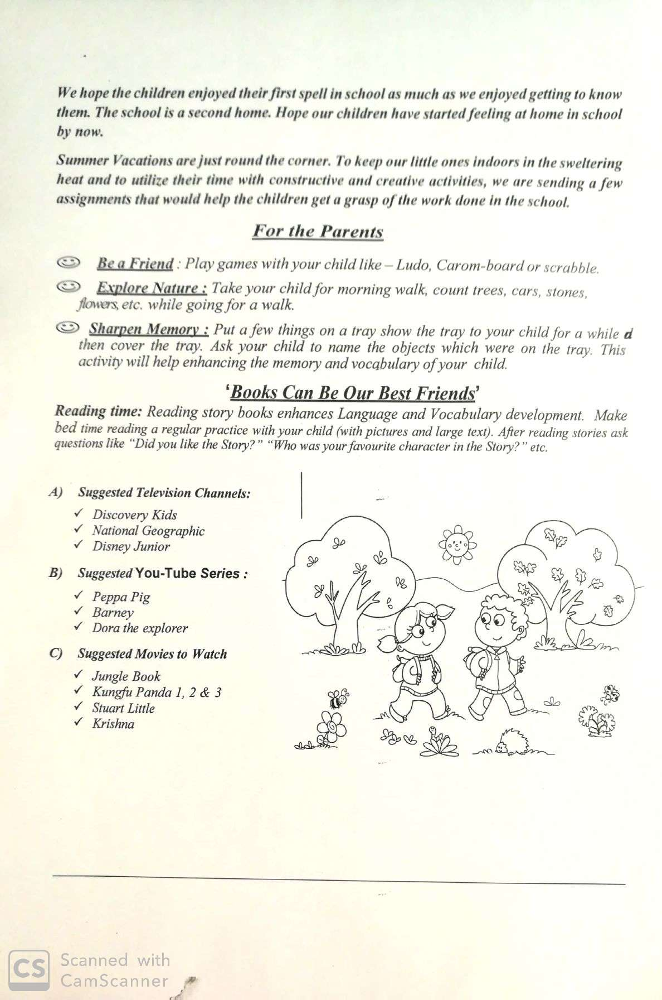 We hope the children enjoyed their first spell in school as much as we enjoyed getting to know
them. The school is a second home. Hope our children have started feeling at home in school
by now.
Summer Vacations are just round the corner. To keep our little ones indoors in the sweltering
heat and to utilize their time with constructive and creative activities, we are sending a few
assignments that would help the children get a grasp of the work done in the school.
For the Parents
Be a Friend : Play games with your child like – Ludo, Carom-board or scrabble.
Explore Nature : Take your child for morning walk, count trees, cars, stones,
flowers, etc. while going for a walk.
Sharpen Memory : Put a few things on a tray show the tray to your child for a while d
then cover the tray. Ask your child to name the objects which were on the tray. This
activity will help enhancing the memory and vocabulary of your child.
‘Books Can Be Our Best Friends’
Reading time: Reading story books enhances Language and Vocabulary development. Make
bed time reading a regular practice with your child (with pictures and large text). After reading stories ask
questions like “Did you like the Story?” “Who was your favourite character in the Story?” etc.
A) Suggested Television Channels:
✓ Discovery Kids
✓ National Geographic
✓ Disney Junior
B) Suggested You-Tube Series :
✓ Peppa Pig
✓ Barney
✓ Dora the explorer
C) Suggested Movies to Watch
✓ Jungle Book
✓ Kungfu Panda 1, 2 & 3
✓ Stuart Little
✓ Krishna
CS Scanned with
CamScanner